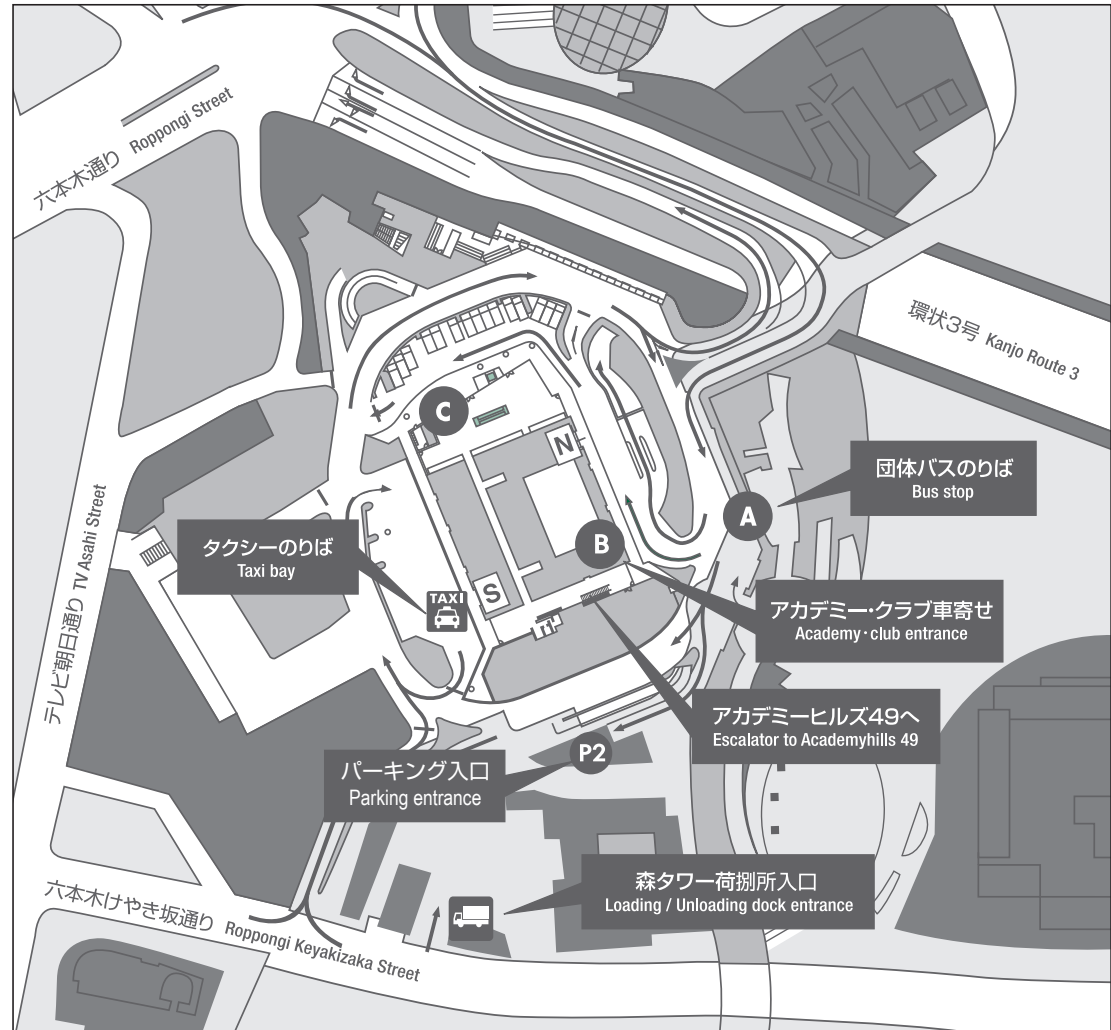 六本木通り Roppongi Street
環状3号 Kanjo Route 3
C
N
団体バスのりば
Bus stop
A
タクシーのりば
Taxi bay
B
TAXI
S
アカデミー・クラブ車寄せ
Academy・club entrance
テレビ朝日通り TV Asahi Street
アカデミーヒルズ49へ
Escalator to Academyhills 49
P2
パーキング入口
Parking entrance
森タワー荷捌所入口
Loading / Unloading dock entrance
六本木けやき坂通り Roppongi Keyakizaka Street